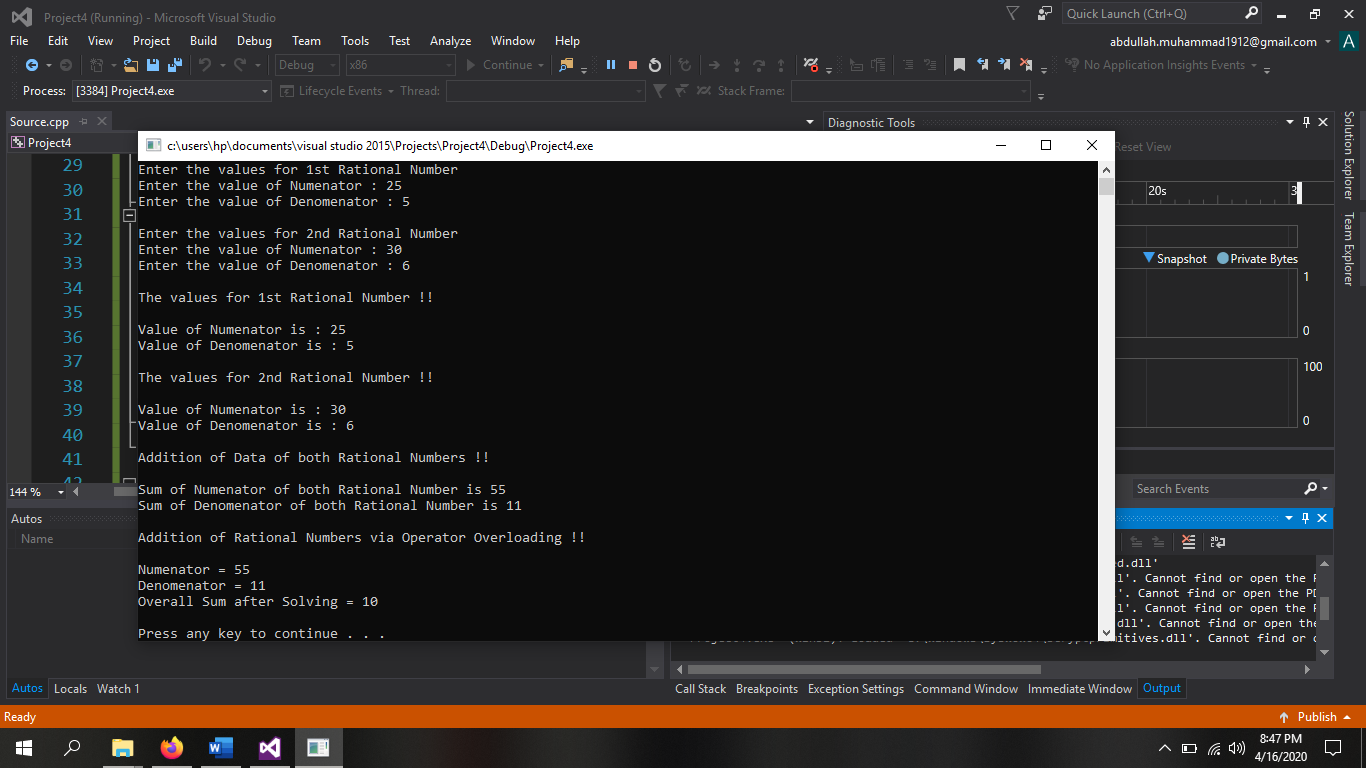 Project4 (Running) - Microsoft Visual Studio
Quick Launch (Ctrl+Q)
File Edit View Project Build Debug Team Tools Test Analyze Window Help
abdullah.muhammad1912@gmail.com
A
Debug x86 Continue No Application Insights Events
Process: [3384] Project4.exe Lifecycle Events Thread: Stack Frame:
Source.cpp
Project4
29
30
31
32
33
34
35
36
37
38
39
40
41
42
144 %
c:\users\hp\documents\visual studio 2015\Projects\Project4\Debug\Project4.exe
Enter the values for 1st Rational Number
Enter the value of Numenator : 25
Enter the value of Denomenator : 5
Enter the values for 2nd Rational Number
Enter the value of Numenator : 30
Enter the value of Denomenator : 6
The values for 1st Rational Number !!
Value of Numenator is : 25
Value of Denomenator is : 5
The values for 2nd Rational Number !!
Value of Numenator is : 30
Value of Denomenator is : 6
Addition of Data of both Rational Numbers !!
Sum of Numenator of both Rational Number is 55
Sum of Denomenator of both Rational Number is 11
Addition of Rational Numbers via Operator Overloading !!
Numenator = 55
Denomenator = 11
Overall Sum after Solving = 10
Press any key to continue . . .
Diagnostic Tools
Reset View
20s 3
Snapshot Private Bytes
1
0
100
0
Search Events
ed.dll'
ll'. Cannot find or open the P
'. Cannot find or open the PD
ll'. Cannot find or open the P
dll'. Cannot find or open the
itives.dll'. Cannot find or o
Solution Explorer
Team Explorer
Autos
Name
Autos Locals Watch 1
Call Stack Breakpoints Exception Settings Command Window Immediate Window Output
Ready
Publish
8:47 PM
4/16/2020